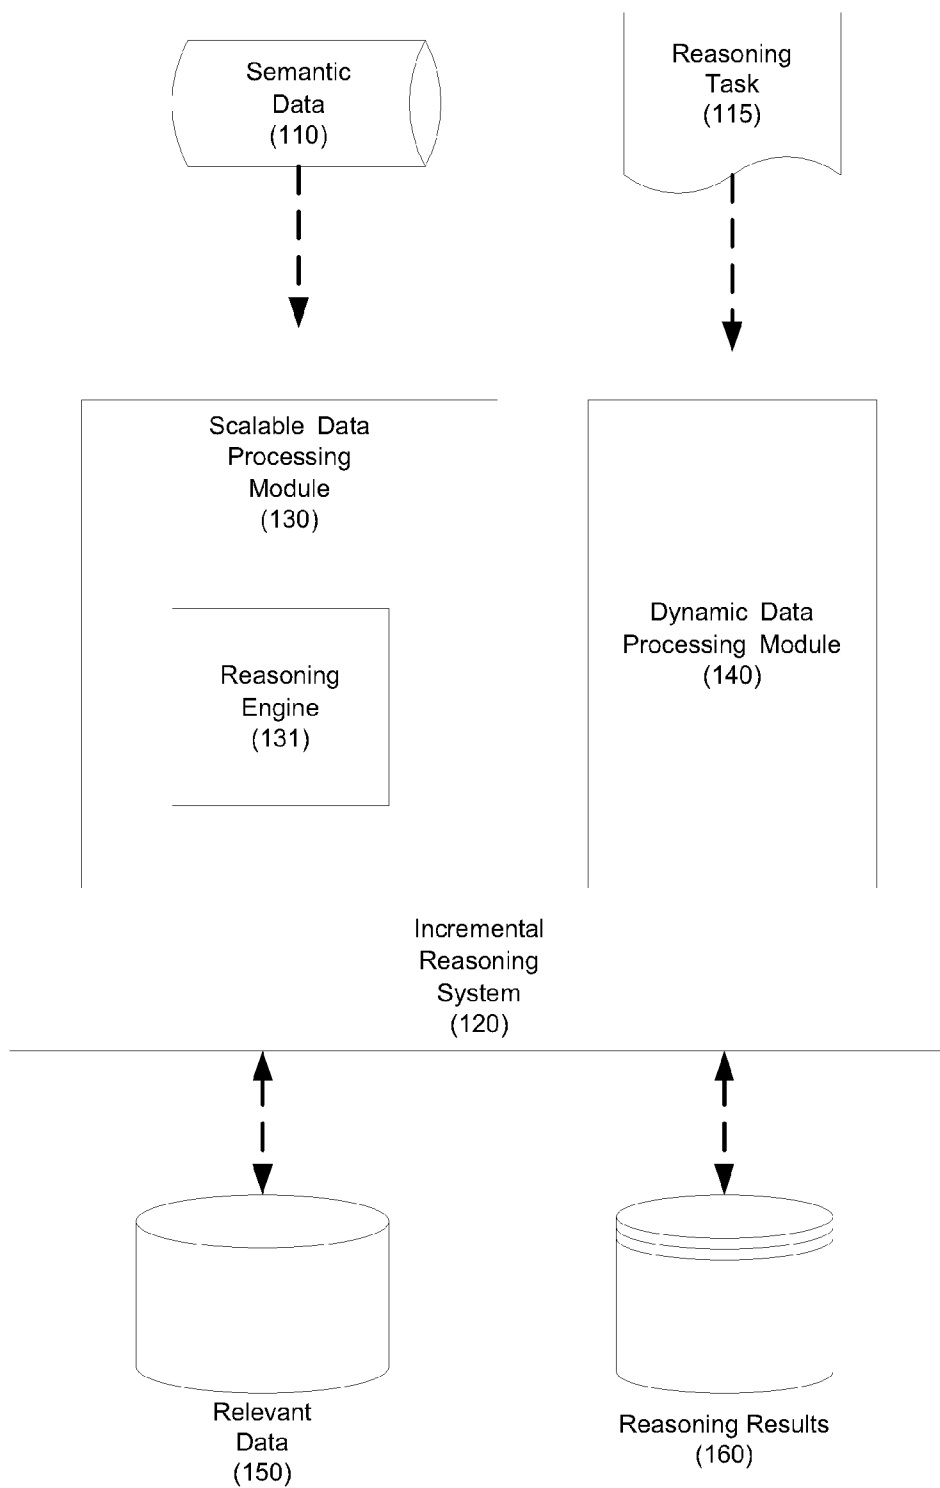 Semantic
Data
(110)
Reasoning
Task
(115)
Scalable Data
Processing
Module
(130)
Reasoning
Engine
(131)
Dynamic Data
Processing Module
(140)
Incremental
Reasoning
System
(120)
Relevant
Data
(150)
Reasoning Results
(160)